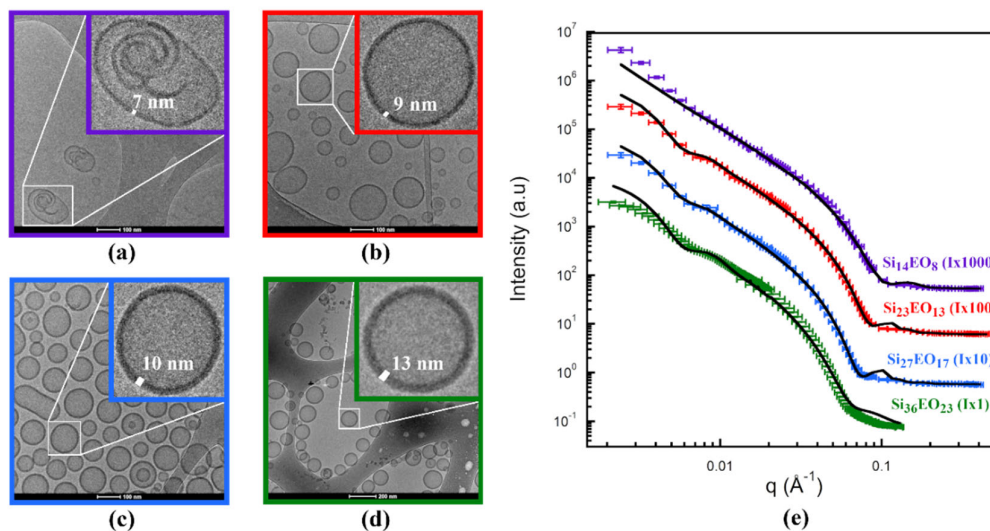 7 nm
100 nm
(a)
9 nm
100 nm
(b)
10 nm
100 nm
(c)
13 nm
200 nm
(d)
10⁷
10⁶
10⁵
10⁴
10³
10²
10¹
10⁰
10⁻¹
Intensity (a.u)
Si₁₄EO₈ (Ix1000)
Si₂₃EO₁₃ (Ix100)
Si₂₇EO₁₇ (Ix10)
Si₃₆EO₂₃ (Ix1)
0.01
0.1
q (Å⁻¹)
(e)